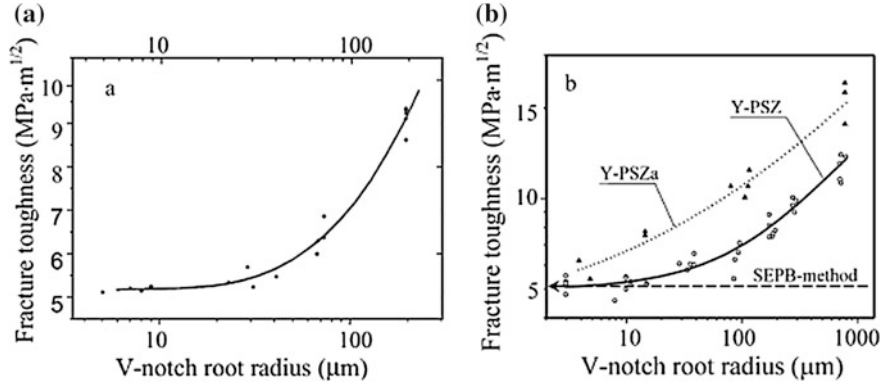 (a)
10 100
Fracture toughness (MPa·m1/2)
10
9
8
7
6
5
a
10 100
V-notch root radius (µm)
(b)
Fracture toughness (MPa·m1/2)
15
10
5
b
Y-PSZ
Y-PSZa
SEPB-method
1 10 100 1000
V-notch root radius (µm)